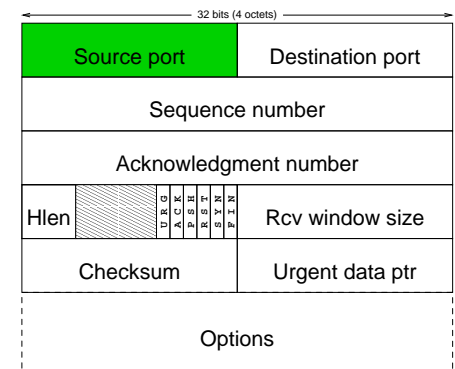 32 bits (4 octets)
Source port Destination port
Sequence number
Acknowledgment number
Hlen URG ACK PSH RST SYN FIN Rcv window size
Checksum Urgent data ptr
Options